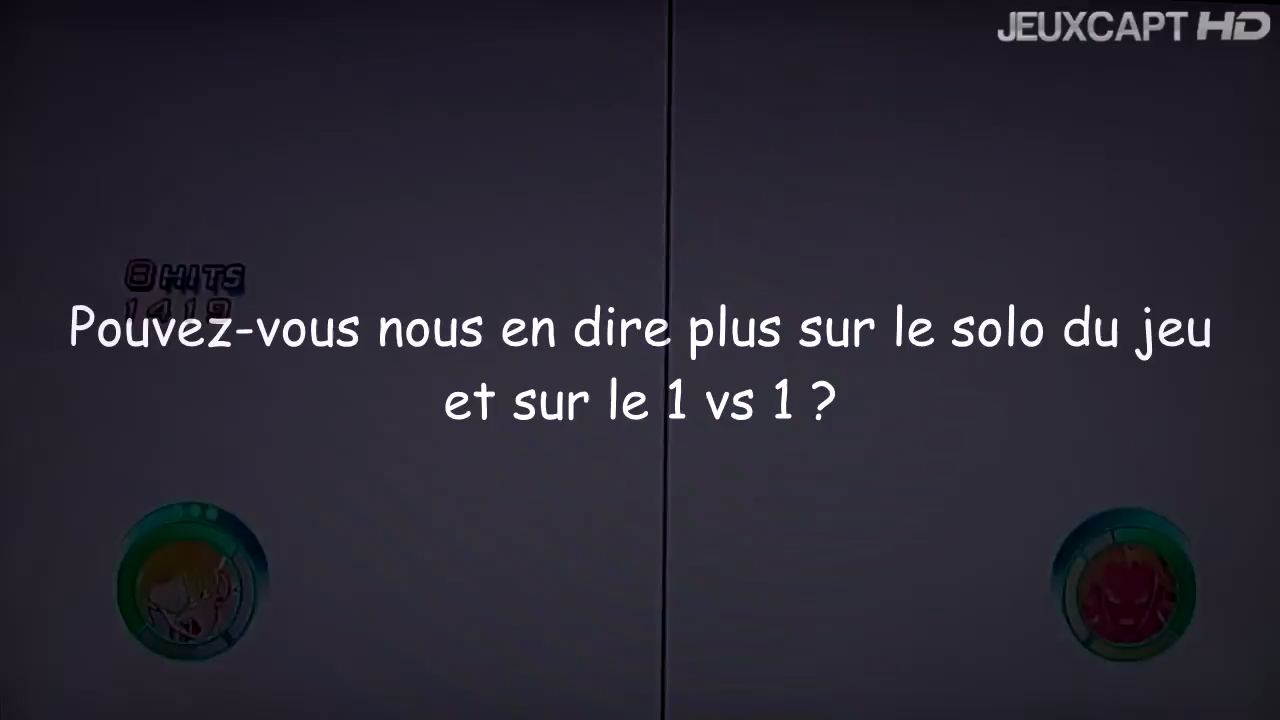 JEUXCAPT HD
8 HITS
1419
Pouvez-vous nous en dire plus sur le solo du jeu
et sur le 1 vs 1 ?